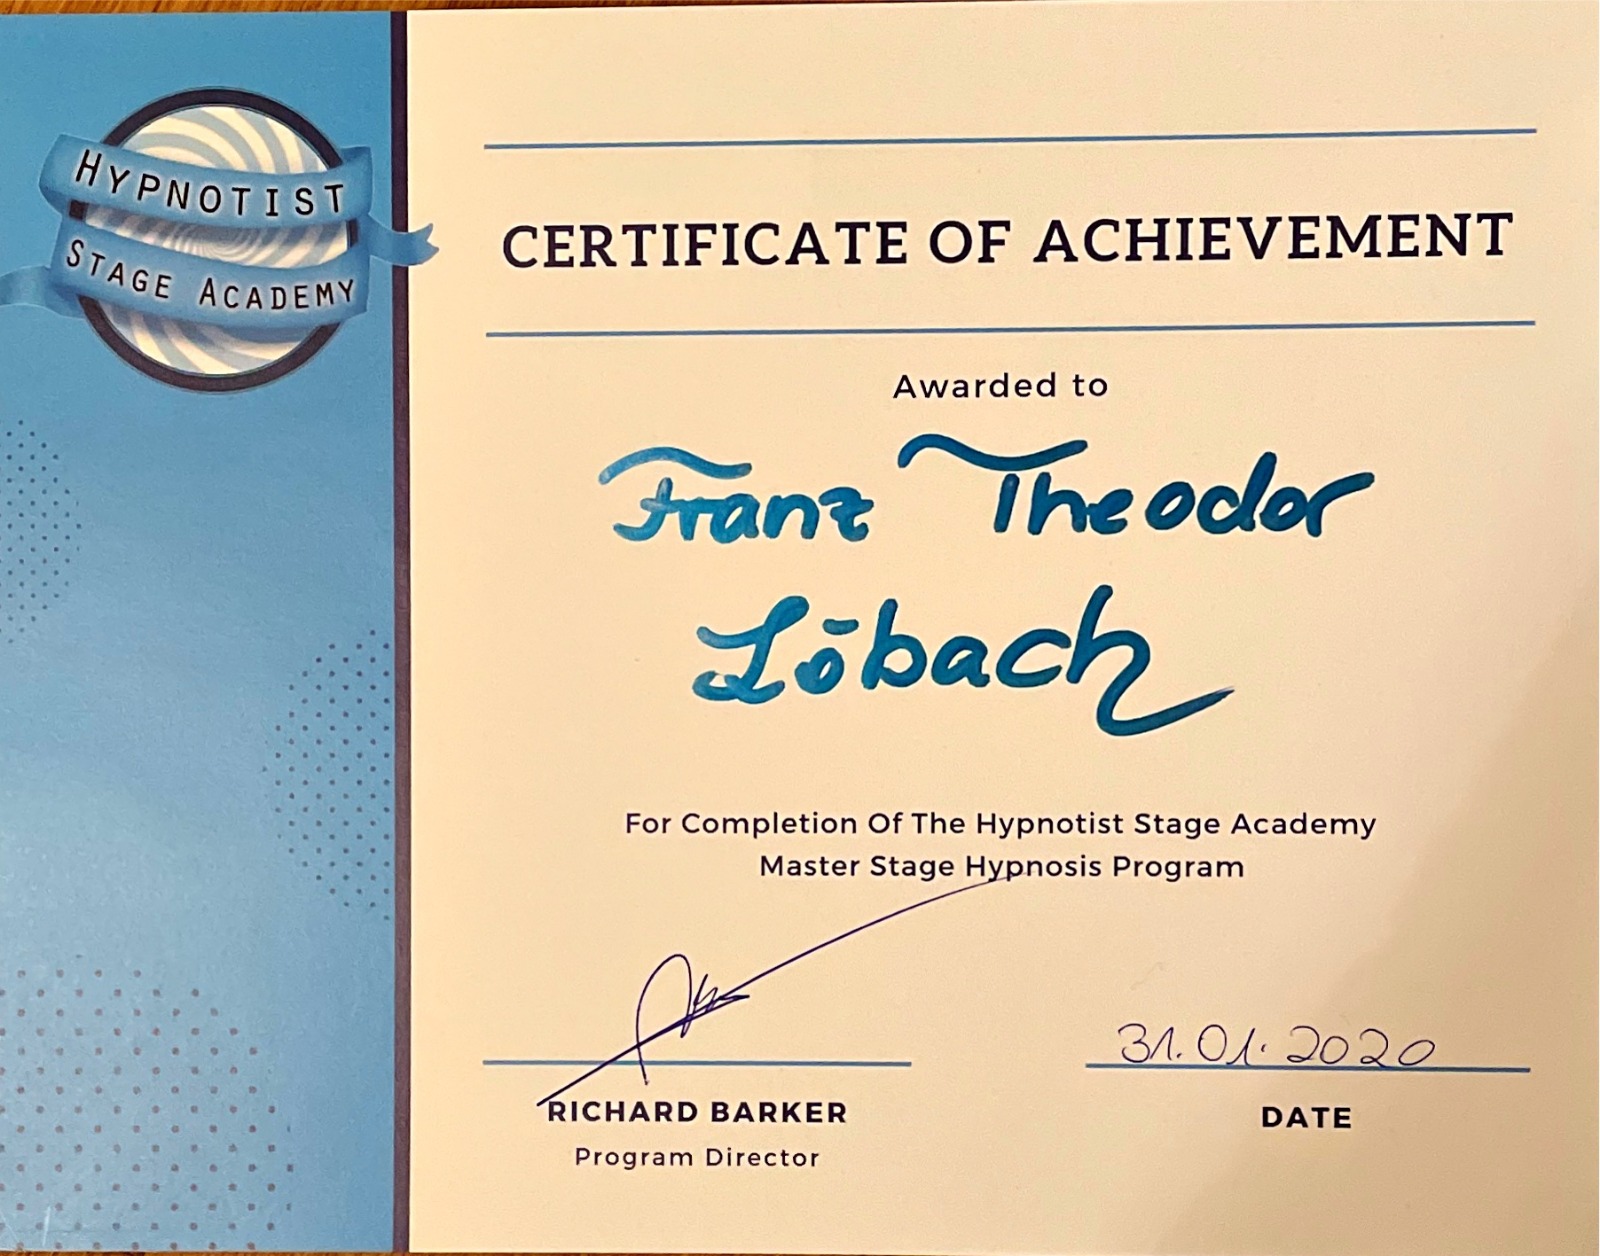 HYPNOTIST
STAGE ACADEMY
CERTIFICATE OF ACHIEVEMENT
Awarded to
Franz Theodor
Löbach
For Completion Of The Hypnotist Stage Academy
Master Stage Hypnosis Program
31.01.2020
RICHARD BARKER
DATE
Program Director